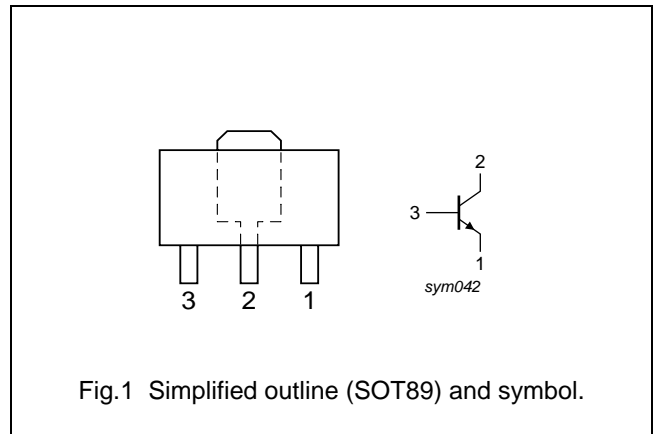 3 2 1
2
3
1
sym042
Fig.1 Simplified outline (SOT89) and symbol.